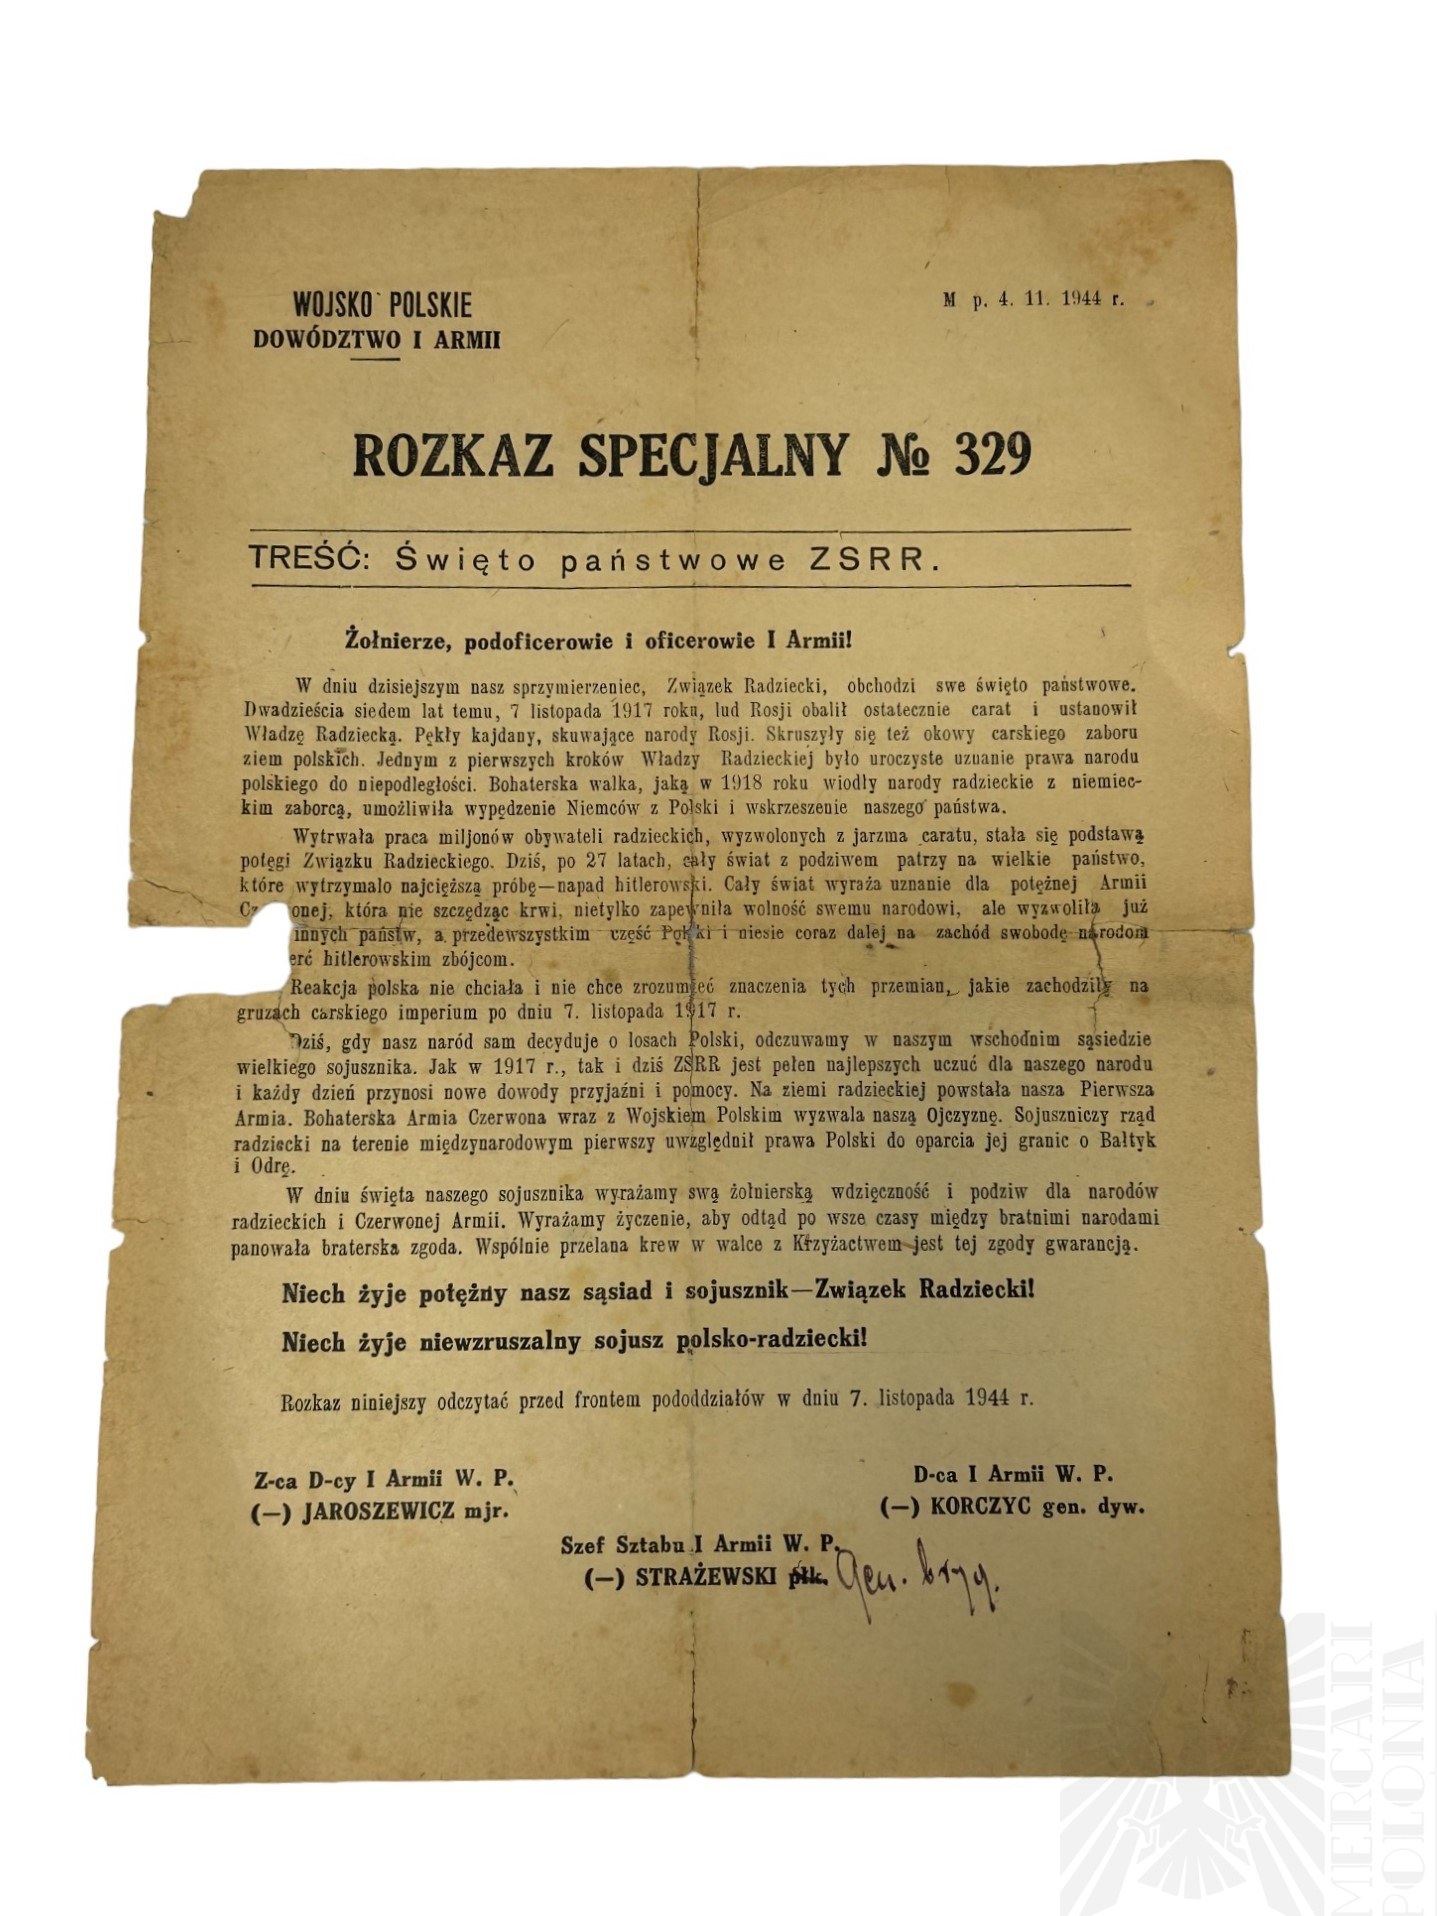 WOJSKO POLSKIE
DOWÓDZTWO I ARMII
M p. 4. 11. 1944 r.
ROZKAZ SPECJALNY № 329
TREŚĆ: Święto państwowe ZSRR.
Żołnierze, podoficerowie i oficerowie I Armii!
W dniu dzisiejszym nasz sprzymierzeniec, Związek Radziecki, obchodzi swe święto państwowe.
Dwadzieścia siedem lat temu, 7 listopada 1917 roku, lud Rosji obalił ostatecznie carat i ustanowił
Władzę Radziecką. Pękły kajdany, skuwające narody Rosji. Skruszyły się też okowy carskiego zaboru
ziem polskich. Jednym z pierwszych kroków Władzy Radzieckiej było uroczyste uznanie prawa narodu
polskiego do niepodległości. Bohaterska walka, jaką w 1918 roku wiodły narody radzieckie z niemiec-
kim zaborcą, umożliwiła wypędzenie Niemców z Polski i wskrzeszenie naszego państwa.
Wytrwała praca miljonów obywateli radzieckich, wyzwolonych z jarzma caratu, stała się podstawą
potęgi Związku Radzieckiego. Dziś, po 27 latach, cały świat z podziwem patrzy na wielkie państwo,
które wytrzymało najcięższą próbę—napad hitlerowski. Cały świat wyraża uznanie dla potężnej Armii
onej, która nie szczędząc krwi, nietylko zapewniła wolność swemu narodowi, ale wyzwoliła już
innych państw, a przedewszystkim część Polski i niesie coraz dalej na zachód swobodę narodom
erć hitlerowskim zbójcom.
Reakcja polska nie chciała i nie chce zrozumieć znaczenia tych przemian, jakie zachodziły na
gruzach carskiego imperium po dniu 7. listopada 1917 r.
Dziś, gdy nasz naród sam decyduje o losach Polski, odczuwamy w naszym wschodnim sąsiedzie
wielkiego sojusznika. Jak w 1917 r., tak i dziś ZSRR jest pełen najlepszych uczuć dla naszego narodu
i każdy dzień przynosi nowe dowody przyjaźni i pomocy. Na ziemi radzieckiej powstała nasza Pierwsza
Armia. Bohaterska Armia Czerwona wraz z Wojskiem Polskim wyzwala naszą Ojczyznę. Sojuszniczy rząd
radziecki na terenie międzynarodowym pierwszy uwzględnił prawa Polski do oparcia jej granic o Bałtyk
i Odrę.
W dniu święta naszego sojusznika wyrażamy swą żołnierską wdzięczność i podziw dla narodów
radzieckich i Czerwonej Armii. Wyrażamy życzenie, aby odtąd po wsze czasy między bratnimi narodami
panowała braterska zgoda. Wspólnie przelana krew w walce z Krzyżactwem jest tej zgody gwarancją.
Niech żyje potężny nasz sąsiad i sojusznik—Związek Radziecki!
Niech żyje niewzruszalny sojusz polsko-radziecki!
Rozkaz niniejszy odczytać przed frontem pododdziałów w dniu 7. listopada 1944 r.
Z-ca D-cy I Armii W. P.
(—) JAROSZEWICZ mjr.
D-ca I Armii W. P.
(—) KORCZYC gen. dyw.
Szef Sztabu I Armii W. P.
(—) STRAŻEWSKI płk. Gen. bryg.
MERCARI
POLONIA